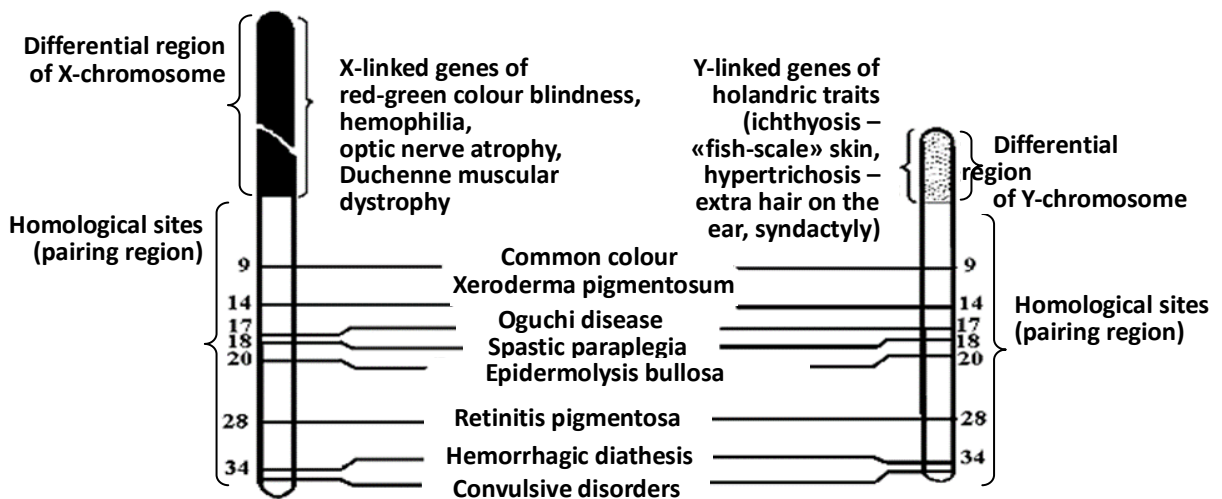 Differential region
of X-chromosome
X-linked genes of
red-green colour blindness,
hemophilia,
optic nerve atrophy,
Duchenne muscular
dystrophy
Y-linked genes of
holandric traits
(ichthyosis –
«fish-scale» skin,
hypertrichosis –
extra hair on the
ear, syndactyly)
Differential
region
of Y-chromosome
Homological sites
(pairing region)
9
14
17
18
20
28
34
Common colour
Xeroderma pigmentosum
Oguchi disease
Spastic paraplegia
Epidermolysis bullosa
Retinitis pigmentosa
Hemorrhagic diathesis
Convulsive disorders
9
14
17
18
20
28
34
Homological sites
(pairing region)